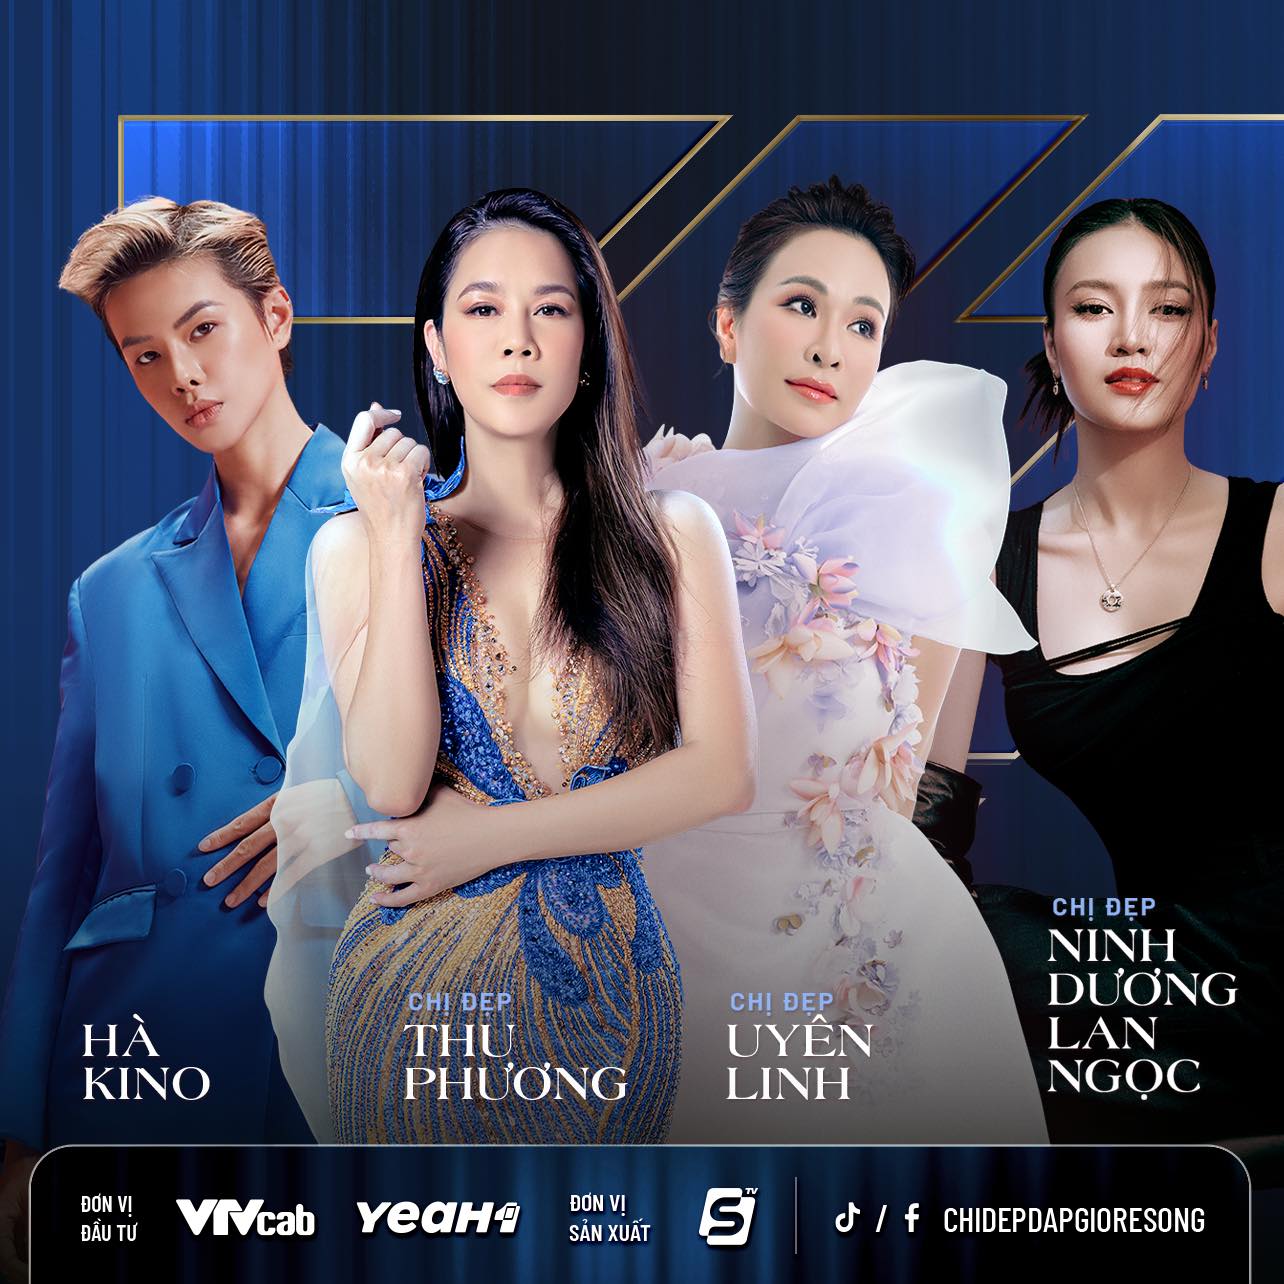 HÀ
KINO
CHỊ ĐẸP
THU
PHƯƠNG
CHỊ ĐẸP
UYÊN
LINH
CHỊ ĐẸP
NINH
DƯƠNG
LAN
NGỌC
ĐƠN VỊ
ĐẦU TƯ
VTVcab
YEAH1
ĐƠN VỊ
SẢN XUẤT
STV
/
CHIDEPDAPGIORESONG